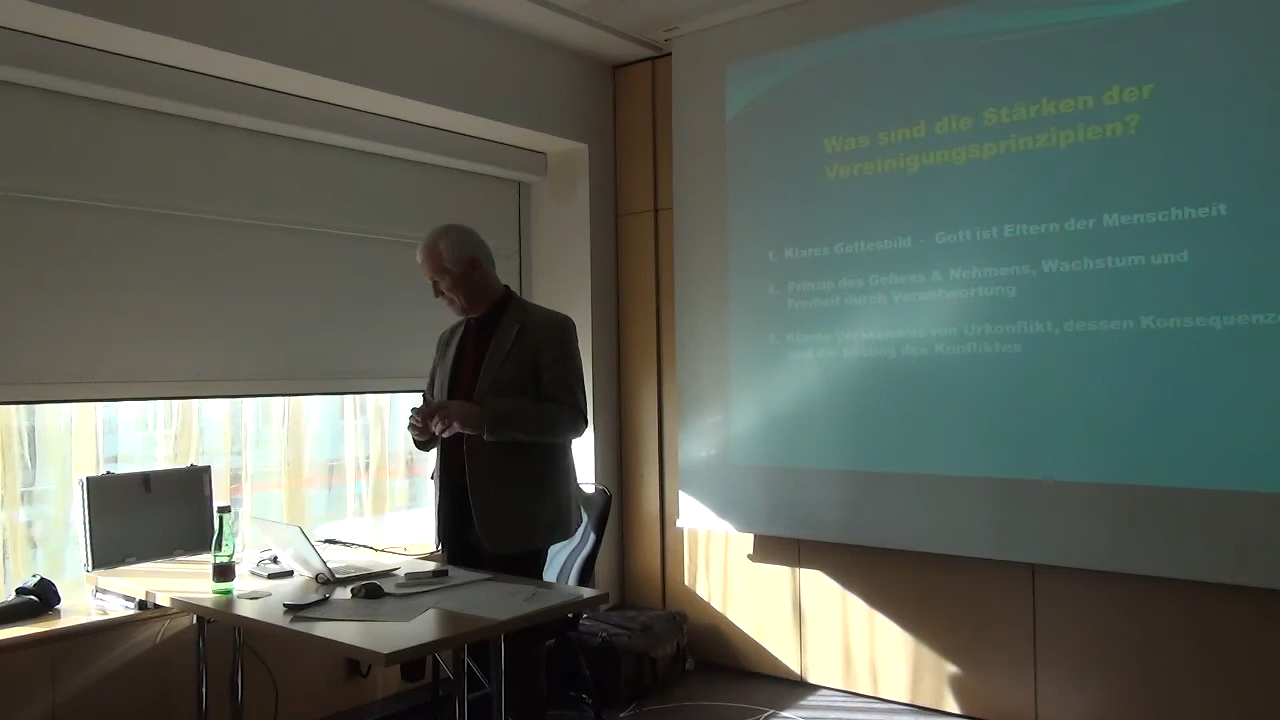 Was sind die Stärken der
Vereinigungsprinzipien?
1. Klares Gottesbild - Gott ist Eltern der Menschheit
2. Prinzip des Gebens & Nehmens, Wachstum und
Freiheit durch Verantwortung
3. Klares Verständnis von Urkonflikt, dessen Konsequenze
und die Lösung des Konfliktes